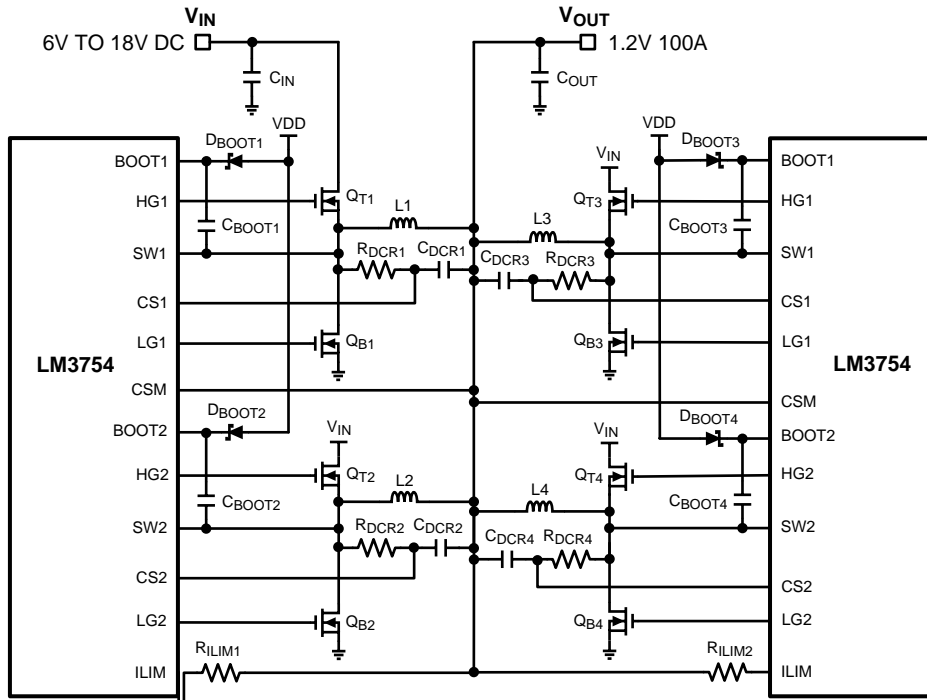 VIN
VOUT
6V TO 18V DC
1.2V 100A
CIN
COUT
VDD
VDD
DBOOT1
DBOOT3
BOOT1
BOOT1
VIN
HG1
QT1
QT3
HG1
CBOOT1
L1
L3
CBOOT3
SW1
RDCR1
CDCR1
CDCR3
RDCR3
SW1
CS1
CS1
LG1
QB1
QB3
LG1
LM3754
LM3754
CSM
CSM
DBOOT2
DBOOT4
BOOT2
VIN
VIN
BOOT2
HG2
QT2
QT4
HG2
CBOOT2
L2
L4
CBOOT4
SW2
RDCR2
CDCR2
CDCR4
RDCR4
SW2
CS2
CS2
LG2
QB2
QB4
LG2
ILIM
RILIM1
RILIM2
ILIM